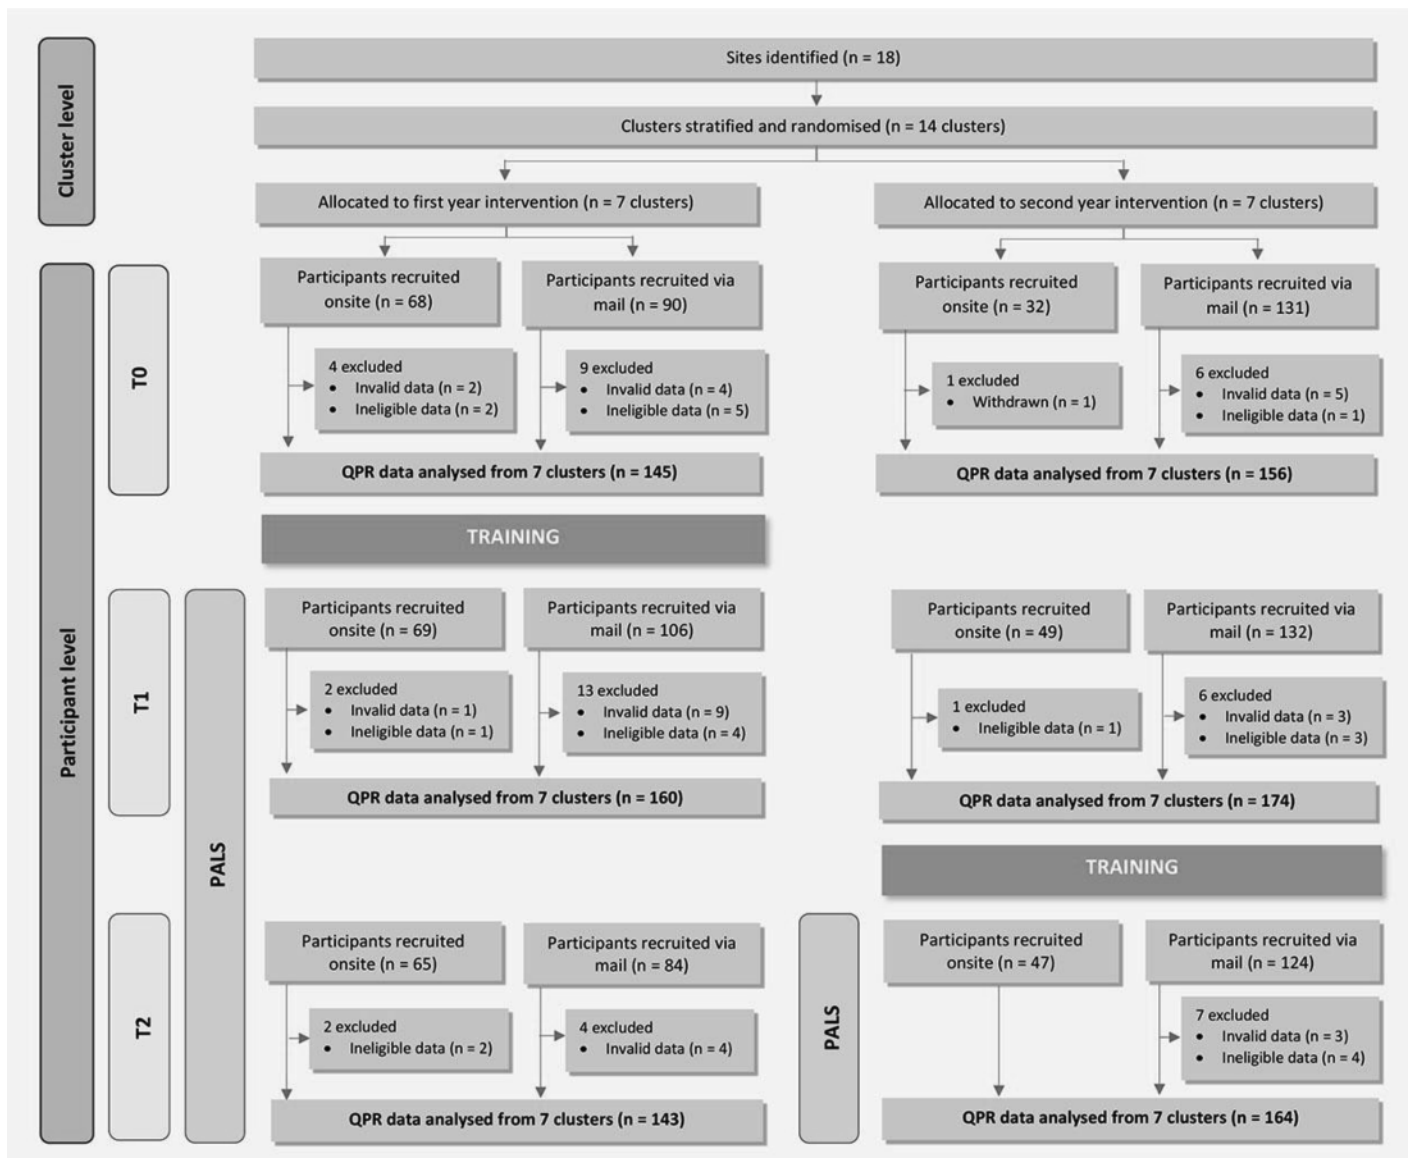 Cluster level
Sites identified (n = 18)
Clusters stratified and randomised (n = 14 clusters)
Allocated to first year intervention (n = 7 clusters)
Allocated to second year intervention (n = 7 clusters)
Participant level
T0
Participants recruited
onsite (n = 68)
Participants recruited via
mail (n = 90)
Participants recruited
onsite (n = 32)
Participants recruited via
mail (n = 131)
4 excluded
• Invalid data (n = 2)
• Ineligible data (n = 2)
9 excluded
• Invalid data (n = 4)
• Ineligible data (n = 5)
1 excluded
• Withdrawn (n = 1)
6 excluded
• Invalid data (n = 5)
• Ineligible data (n = 1)
QPR data analysed from 7 clusters (n = 145)
QPR data analysed from 7 clusters (n = 156)
TRAINING
T1
PALS
Participants recruited
onsite (n = 69)
Participants recruited via
mail (n = 106)
Participants recruited
onsite (n = 49)
Participants recruited via
mail (n = 132)
2 excluded
• Invalid data (n = 1)
• Ineligible data (n = 1)
13 excluded
• Invalid data (n = 9)
• Ineligible data (n = 4)
1 excluded
• Ineligible data (n = 1)
6 excluded
• Invalid data (n = 3)
• Ineligible data (n = 3)
QPR data analysed from 7 clusters (n = 160)
QPR data analysed from 7 clusters (n = 174)
TRAINING
T2
Participants recruited
onsite (n = 65)
Participants recruited via
mail (n = 84)
PALS
Participants recruited
onsite (n = 47)
Participants recruited via
mail (n = 124)
2 excluded
• Ineligible data (n = 2)
4 excluded
• Invalid data (n = 4)
7 excluded
• Invalid data (n = 3)
• Ineligible data (n = 4)
QPR data analysed from 7 clusters (n = 143)
QPR data analysed from 7 clusters (n = 164)